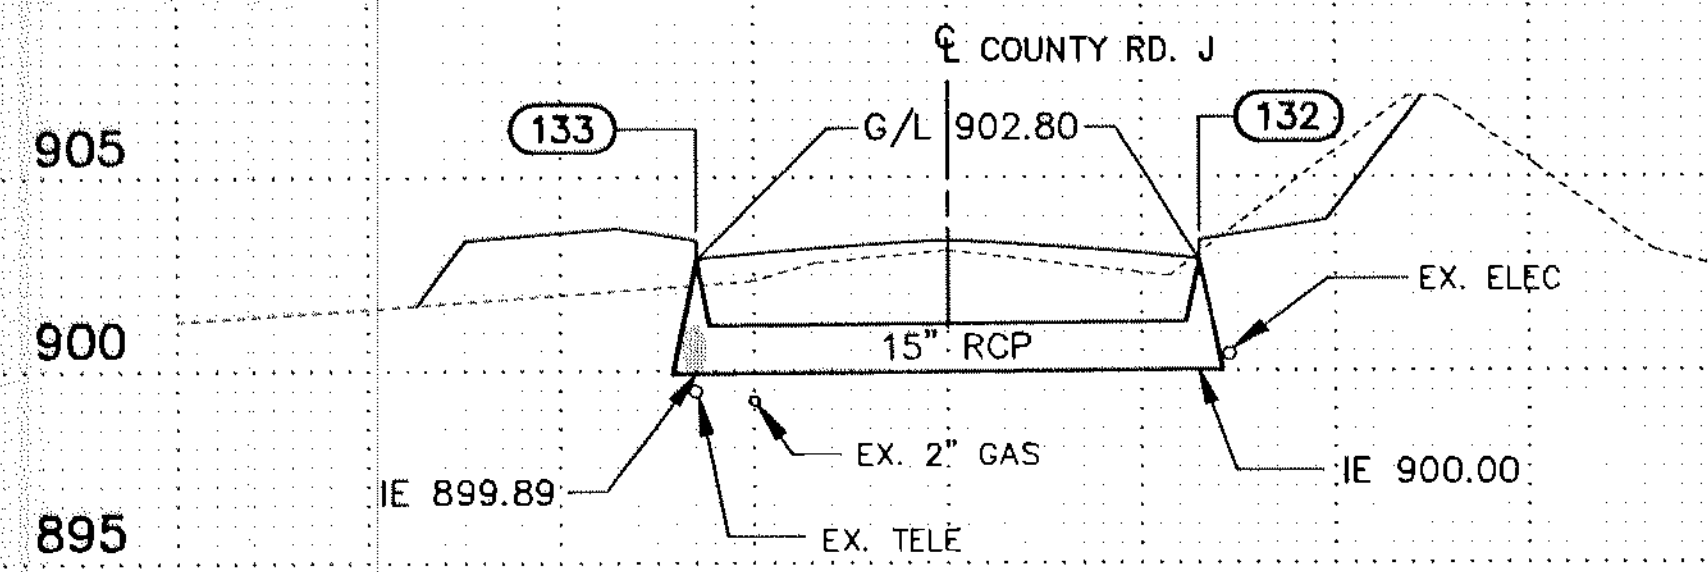 ℄ COUNTY RD. J
133
G/L 902.80
132
905
EX. ELEC
900
15" RCP
EX. 2" GAS
IE 900.00
IE 899.89
895
EX. TELE